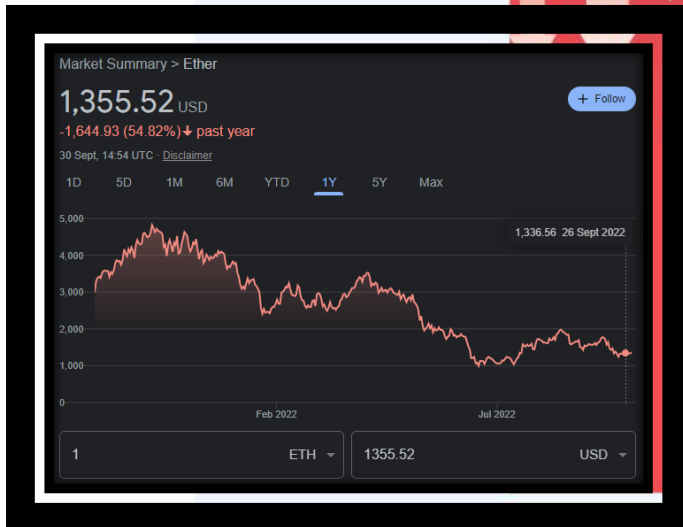 Market Summary > Ether
1,355.52 USD
+ Follow
-1,644.93 (54.82%)↓ past year
30 Sept, 14:54 UTC · Disclaimer
1D 5D 1M 6M YTD 1Y 5Y Max
5,000
1,336.56 26 Sept 2022
4,000
3,000
2,000
1,000
0
Feb 2022 Jul 2022
1 ETH 1355.52 USD